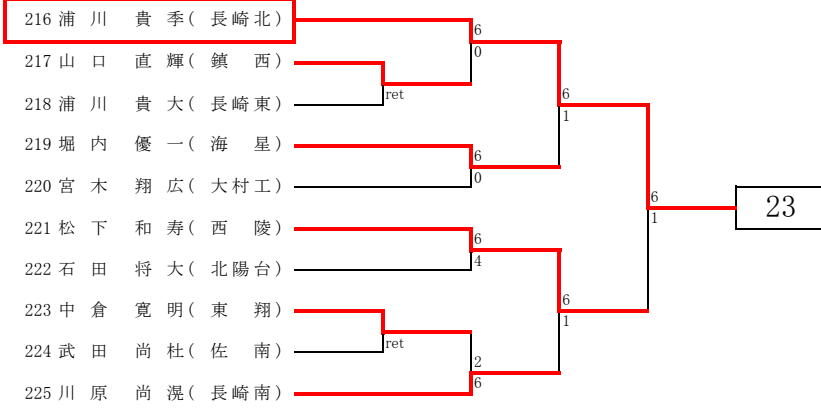 216 浦 川 貴 季 ( 長崎北 )
6
217 山 口 直 輝 ( 鎮 西 )
0
218 浦 川 貴 大 ( 長崎東 )
ret
6
1
219 堀 内 優 一 ( 海 星 )
6
220 宮 木 翔 広 ( 大村工 )
0
6
23
1
221 松 下 和 寿 ( 西 陵 )
6
222 石 田 将 大 ( 北陽台 )
4
223 中 倉 寛 明 ( 東 翔 )
6
1
224 武 田 尚 杜 ( 佐 南 )
ret
2
225 川 原 尚 滉 ( 長崎南 )
6